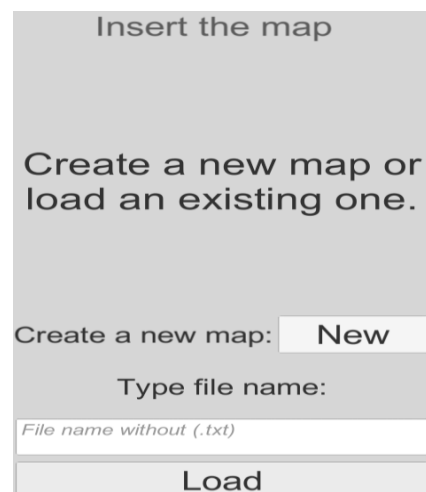 Insert the map
Create a new map or
load an existing one.
Create a new map: New
Type file name:
File name without (.txt)
Load